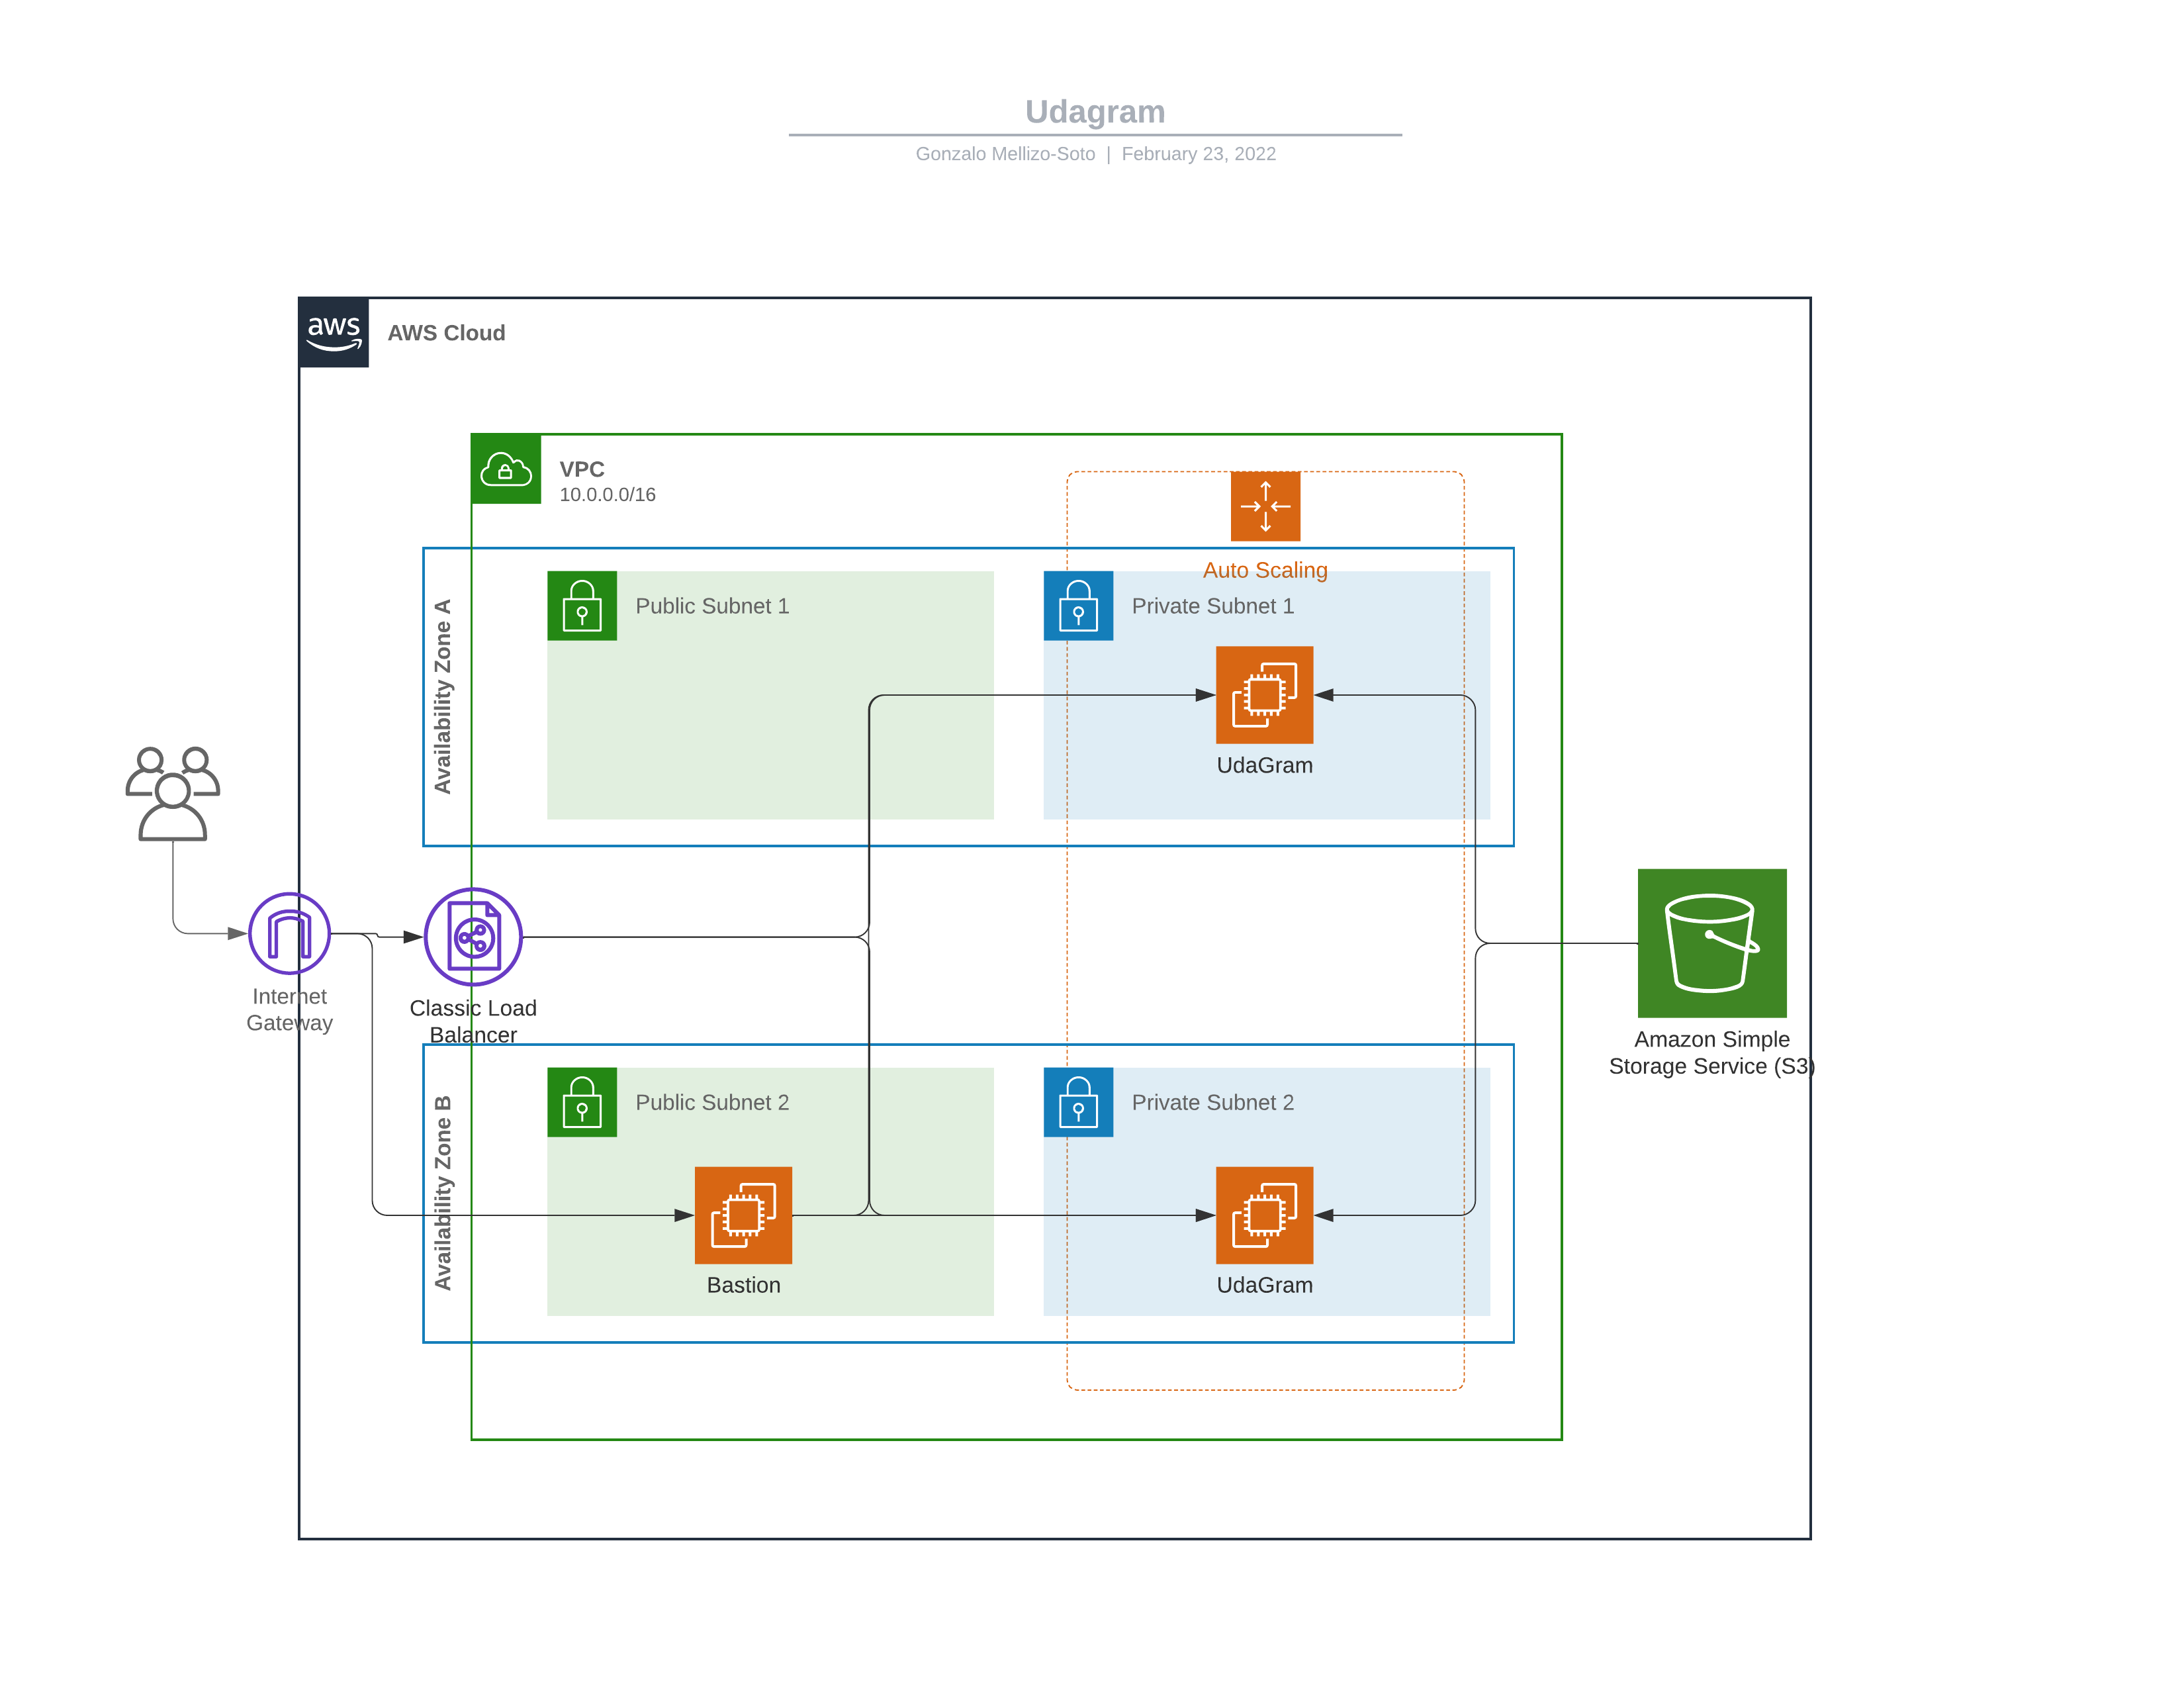 Udagram
Gonzalo Mellizo-Soto | February 23, 2022
aws
AWS Cloud
VPC
10.0.0.0/16
Auto Scaling
Availability Zone A
Public Subnet 1
Private Subnet 1
UdaGram
Internet
Gateway
Classic Load
Balancer
Amazon Simple
Storage Service (S3)
Availability Zone B
Public Subnet 2
Private Subnet 2
Bastion
UdaGram